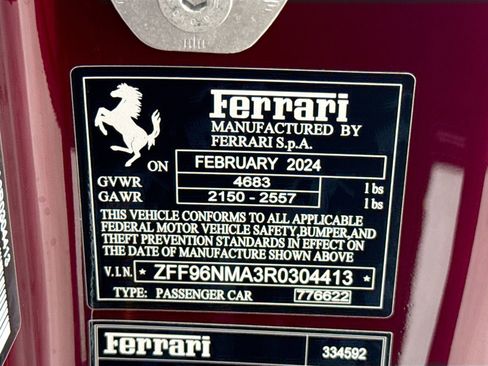 Ferrari
MANUFACTURED BY
FERRARI S.p.A.
ON FEBRUARY 2024
GVWR 4683 lbs
GAWR 2150 - 2557 lbs
THIS VEHICLE CONFORMS TO ALL APPLICABLE
FEDERAL MOTOR VEHICLE SAFETY,BUMPER,AND
THEFT PREVENTION STANDARDS IN EFFECT ON
THE DATE OF MANUFACTURE SHOWN ABOVE
V.I.N. * ZFF96NMA3R0304413 *
TYPE: PASSENGER CAR 776622
Ferrari 334592